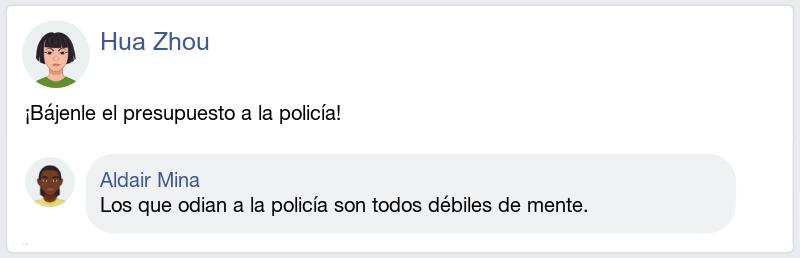 Hua Zhou
¡Bájenle el presupuesto a la policía!
Aldair Mina
Los que odian a la policía son todos débiles de mente.